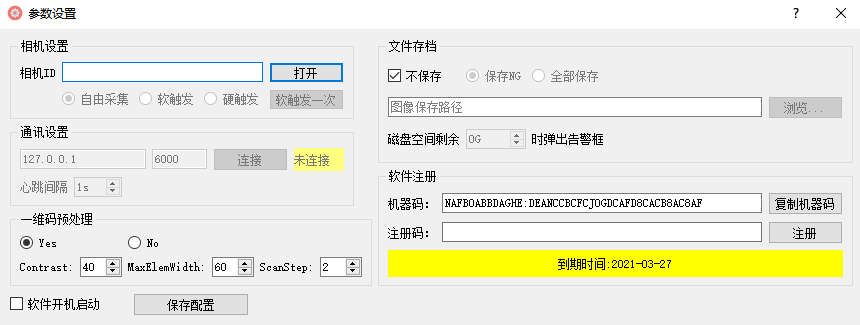 参数设置
?
相机设置
相机ID 打开
自由采集 软触发 硬触发 软触发一次
通讯设置
127.0.0.1 6000 连接 未连接
心跳间隔 1s
一维码预处理
Yes No
Contrast: 40 MaxElemWidth: 60 ScanStep: 2
软件开机启动 保存配置
文件存档
不保存 保存NG 全部保存
图像保存路径 浏览...
磁盘空间剩余 0G 时弹出告警框
软件注册
机器码: NAFBOABBDAGHE:DEANCCBCFCJOGDCAFD8CACB8AC8AF 复制机器码
注册码: 注册
到期时间:2021-03-27